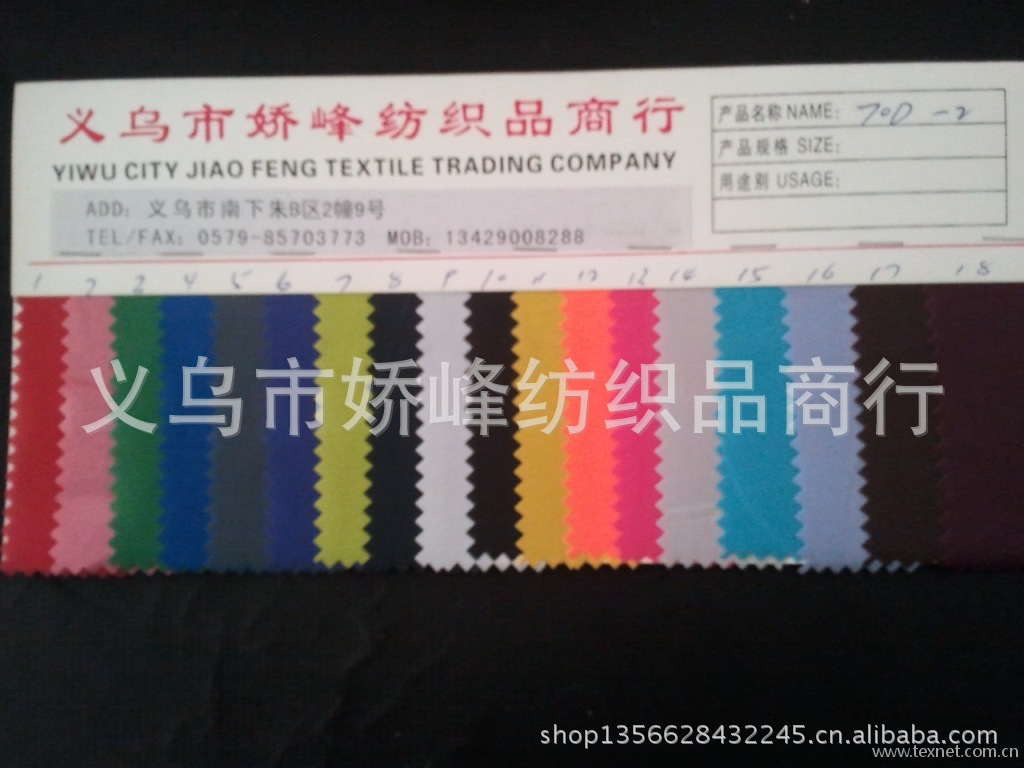 义乌市娇峰纺织品商行
YIWU CITY JIAO FENG TEXTILE TRADING COMPANY
ADD: 义乌市南下朱B区2幢9号
TEL/FAX: 0579-85703773 MOB: 13429008288
产品名称 NAME: 70D -2
产品规格 SIZE:
用途别 USAGE:
1 2 3 4 5 6 7 8 9 10 11 12 13 14 15 16 17 18
义乌市娇峰纺织品商行
shop1356628432245.cn.alibaba.com
www.texnet.com.cn